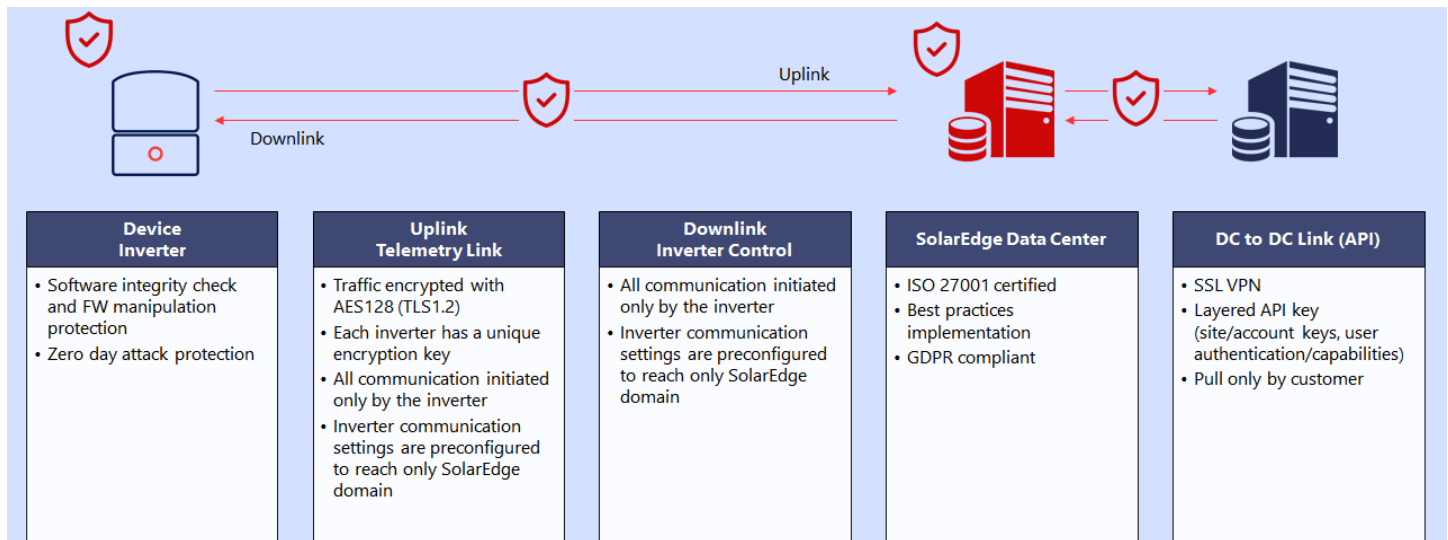 Uplink
Downlink
Device
Inverter
• Software integrity check
and FW manipulation
protection
• Zero day attack protection
Uplink
Telemetry Link
• Traffic encrypted with
AES128 (TLS1.2)
• Each inverter has a unique
encryption key
• All communication initiated
only by the inverter
• Inverter communication
settings are preconfigured
to reach only SolarEdge
domain
Downlink
Inverter Control
• All communication initiated
only by the inverter
• Inverter communication
settings are preconfigured
to reach only SolarEdge
domain
SolarEdge Data Center
• ISO 27001 certified
• Best practices
implementation
• GDPR compliant
DC to DC Link (API)
• SSL VPN
• Layered API key
(site/account keys, user
authentication/capabilities)
• Pull only by customer